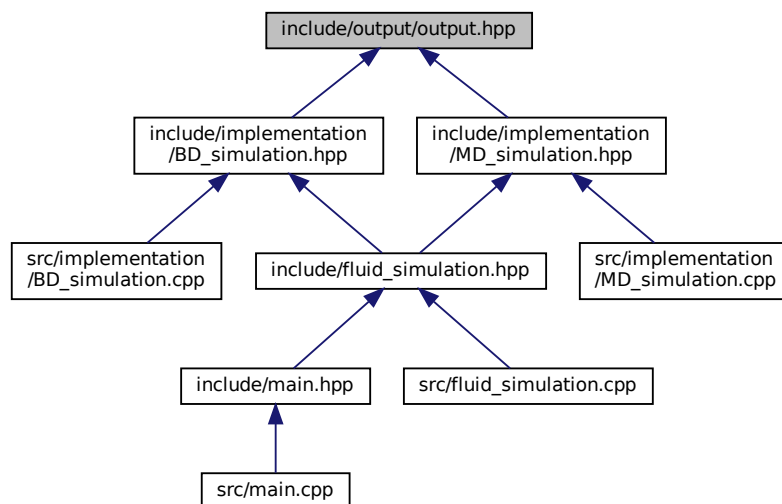 include/output/output.hpp
include/implementation
/BD_simulation.hpp
include/implementation
/MD_simulation.hpp
src/implementation
/BD_simulation.cpp
include/fluid_simulation.hpp
src/implementation
/MD_simulation.cpp
include/main.hpp
src/fluid_simulation.cpp
src/main.cpp